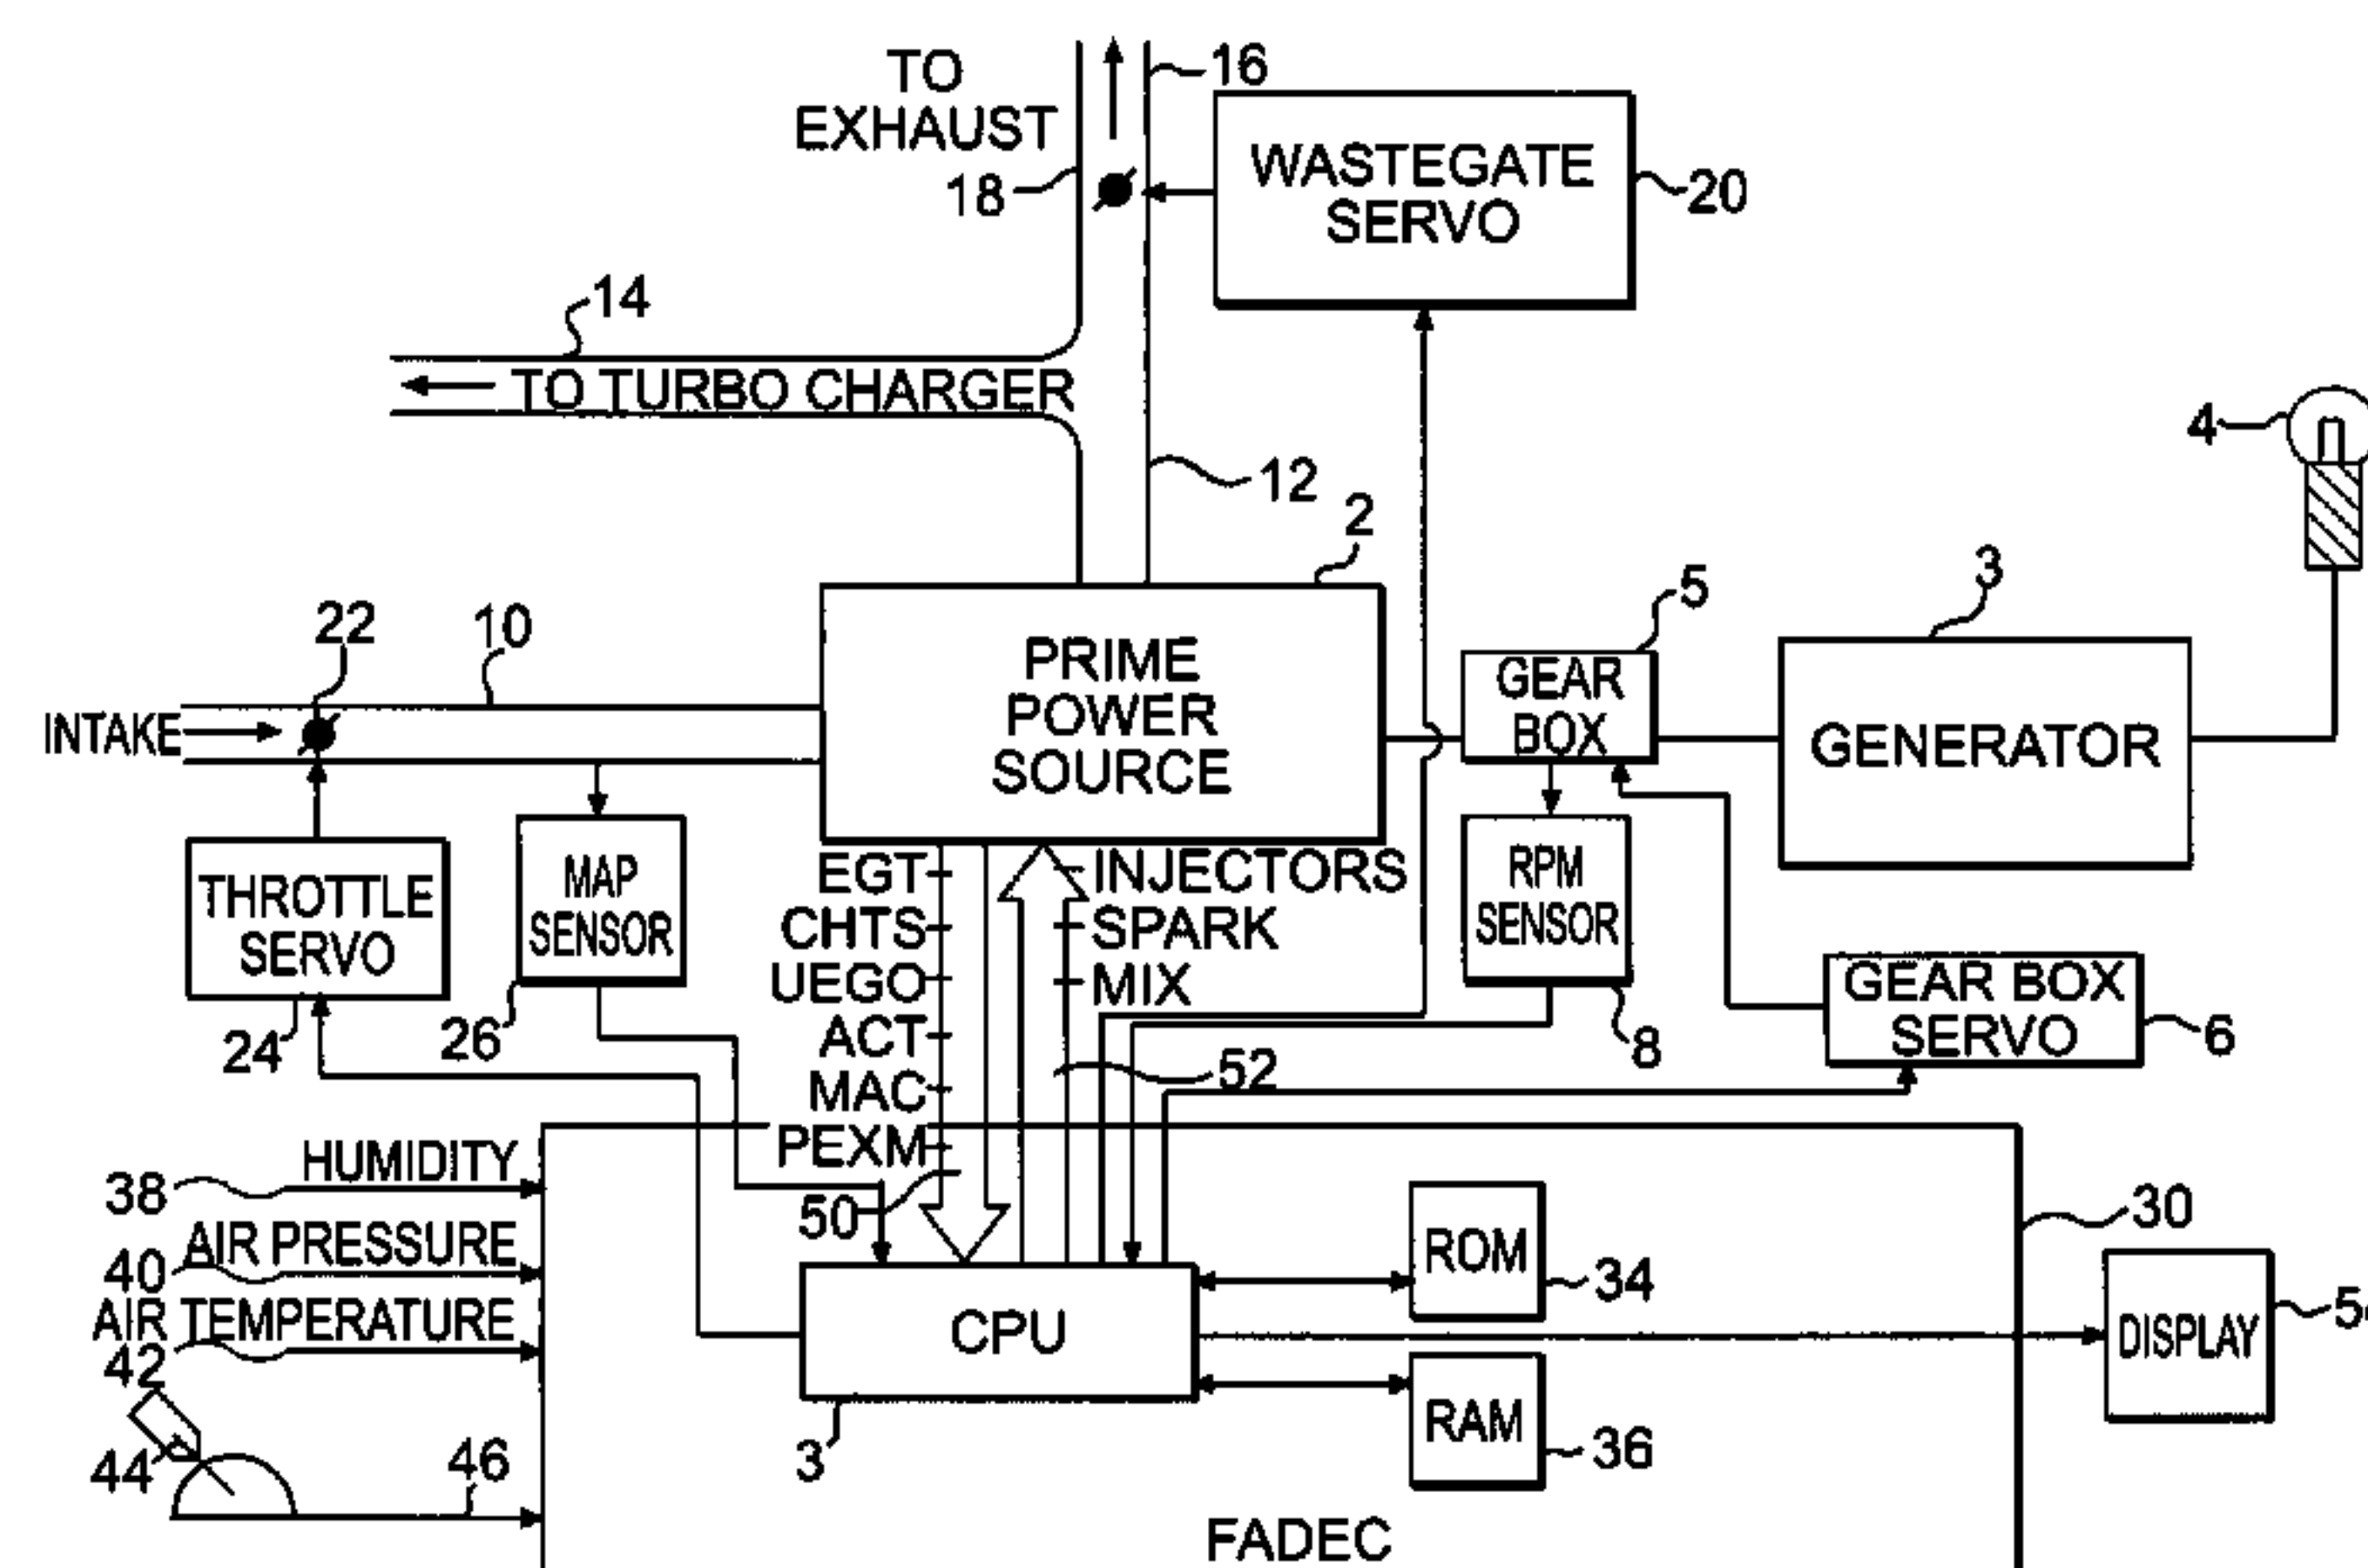 TO
EXHAUST
16
WASTEGATE
SERVO
18
20
14
TO TURBO CHARGER
4
12
2
3
5
22
10
PRIME
POWER
SOURCE
GEAR
BOX
GENERATOR
INTAKE
THROTTLE
SERVO
MAP
SENSOR
EGT
CHTS
UEGO
ACT
MAC
PEXM
INJECTORS
SPARK
MIX
RPM
SENSOR
GEAR BOX
SERVO
24
26
52
8
6
HUMIDITY
38
AIR PRESSURE
40
AIR TEMPERATURE
42
50
30
ROM
34
CPU
DISPLAY
RAM
36
44
46
3
FADEC